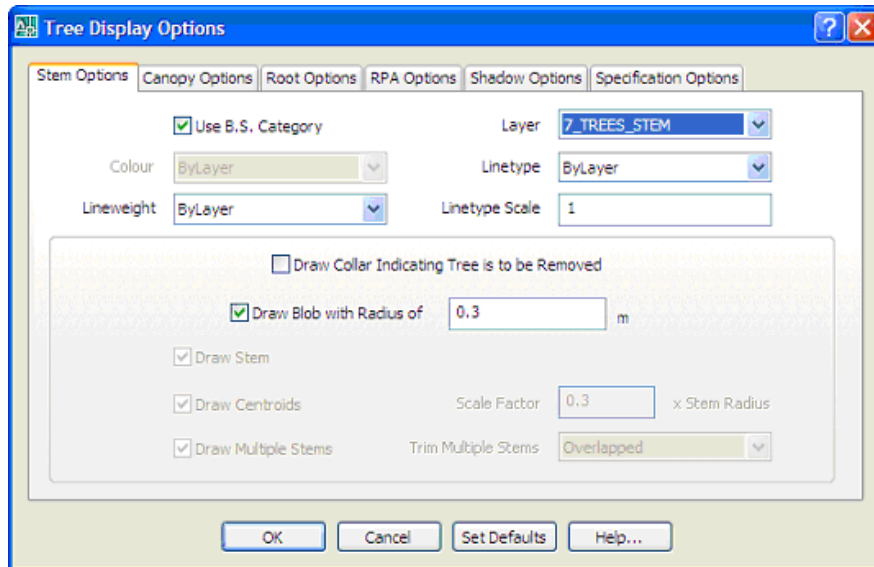 Tree Display Options
Stem Options Canopy Options Root Options RPA Options Shadow Options Specification Options
Use B.S. Category Layer 7_TREES_STEM
Colour ByLayer Linetype ByLayer
Lineweight ByLayer Linetype Scale 1
Draw Collar Indicating Tree is to be Removed
Draw Blob with Radius of 0.3 m
Draw Stem
Draw Centroids Scale Factor 0.3 x Stem Radius
Draw Multiple Stems Trim Multiple Stems Overlapped
OK Cancel Set Defaults Help...